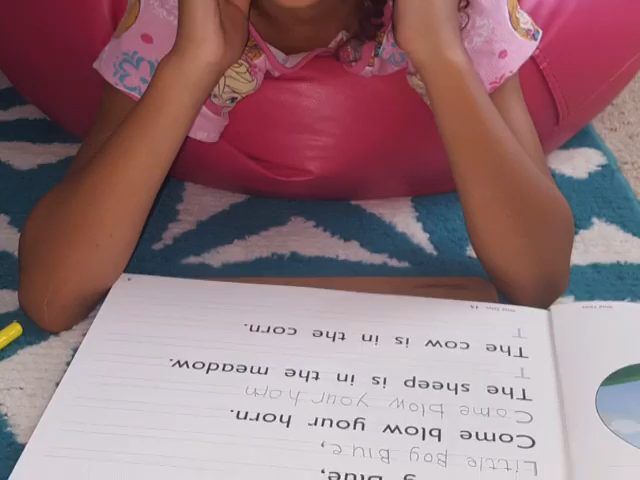 y Blue,
Little Boy Blue,
Come blow your horn.
Come blow your horn
The sheep is in the meadow.
T
The cow is in the corn.
T